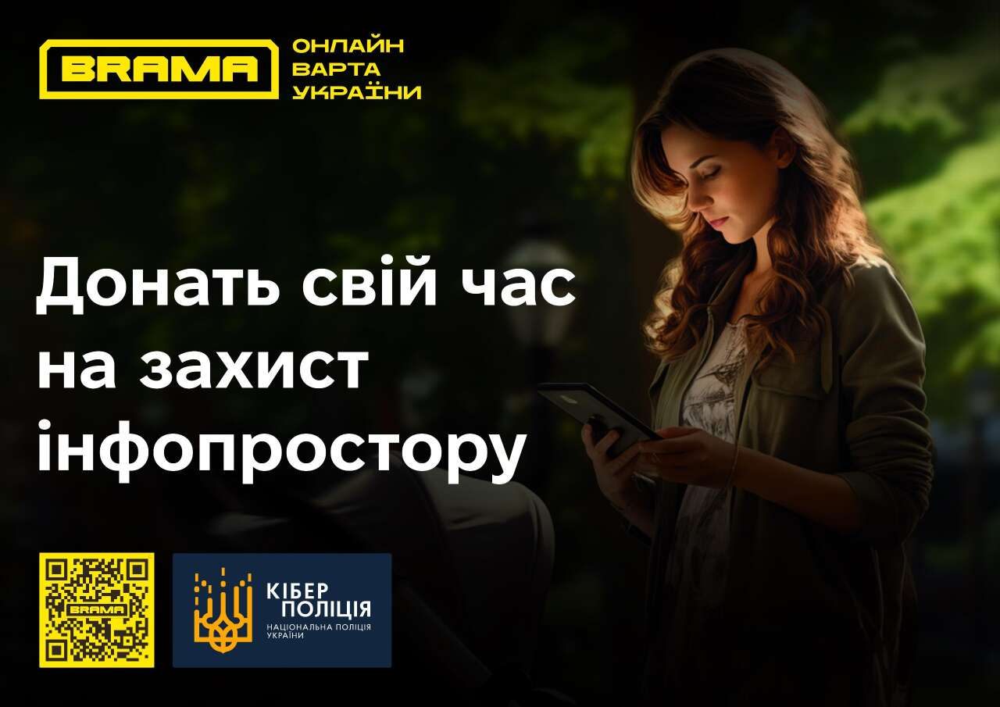 BRAMA
ОНЛАЙН
ВАРТА
УКРАЇНИ
Донать свій час
на захист
інфопростору
BRAMA
КІБЕР
ПОЛІЦІЯ
НАЦІОНАЛЬНА ПОЛІЦІЯ
УКРАЇНИ